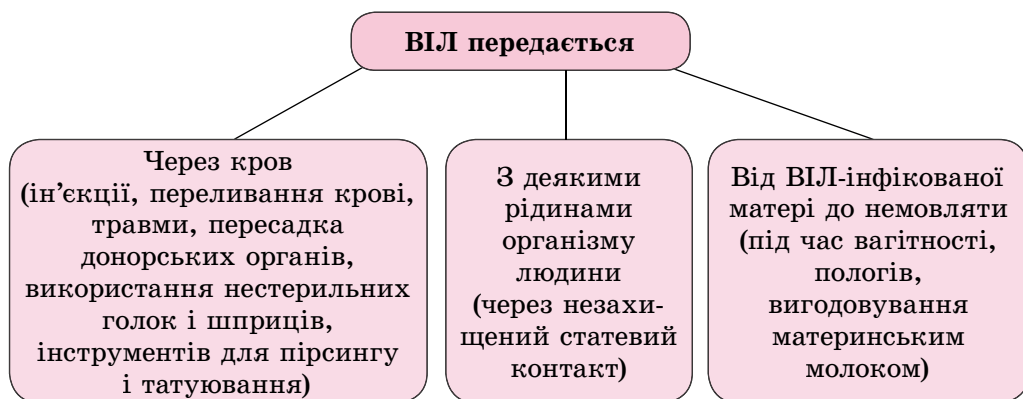 ВІЛ передається
Через кров
(ін’єкції, переливання крові,
травми, пересадка
донорських органів,
використання нестерильних
голок і шприців,
інструментів для пірсингу
і татуювання)
З деякими
рідинами
організму
людини
(через незахи-
щений статевий
контакт)
Від ВІЛ-інфікованої
матері до немовляти
(під час вагітності,
пологів,
вигодовування
материнським
молоком)